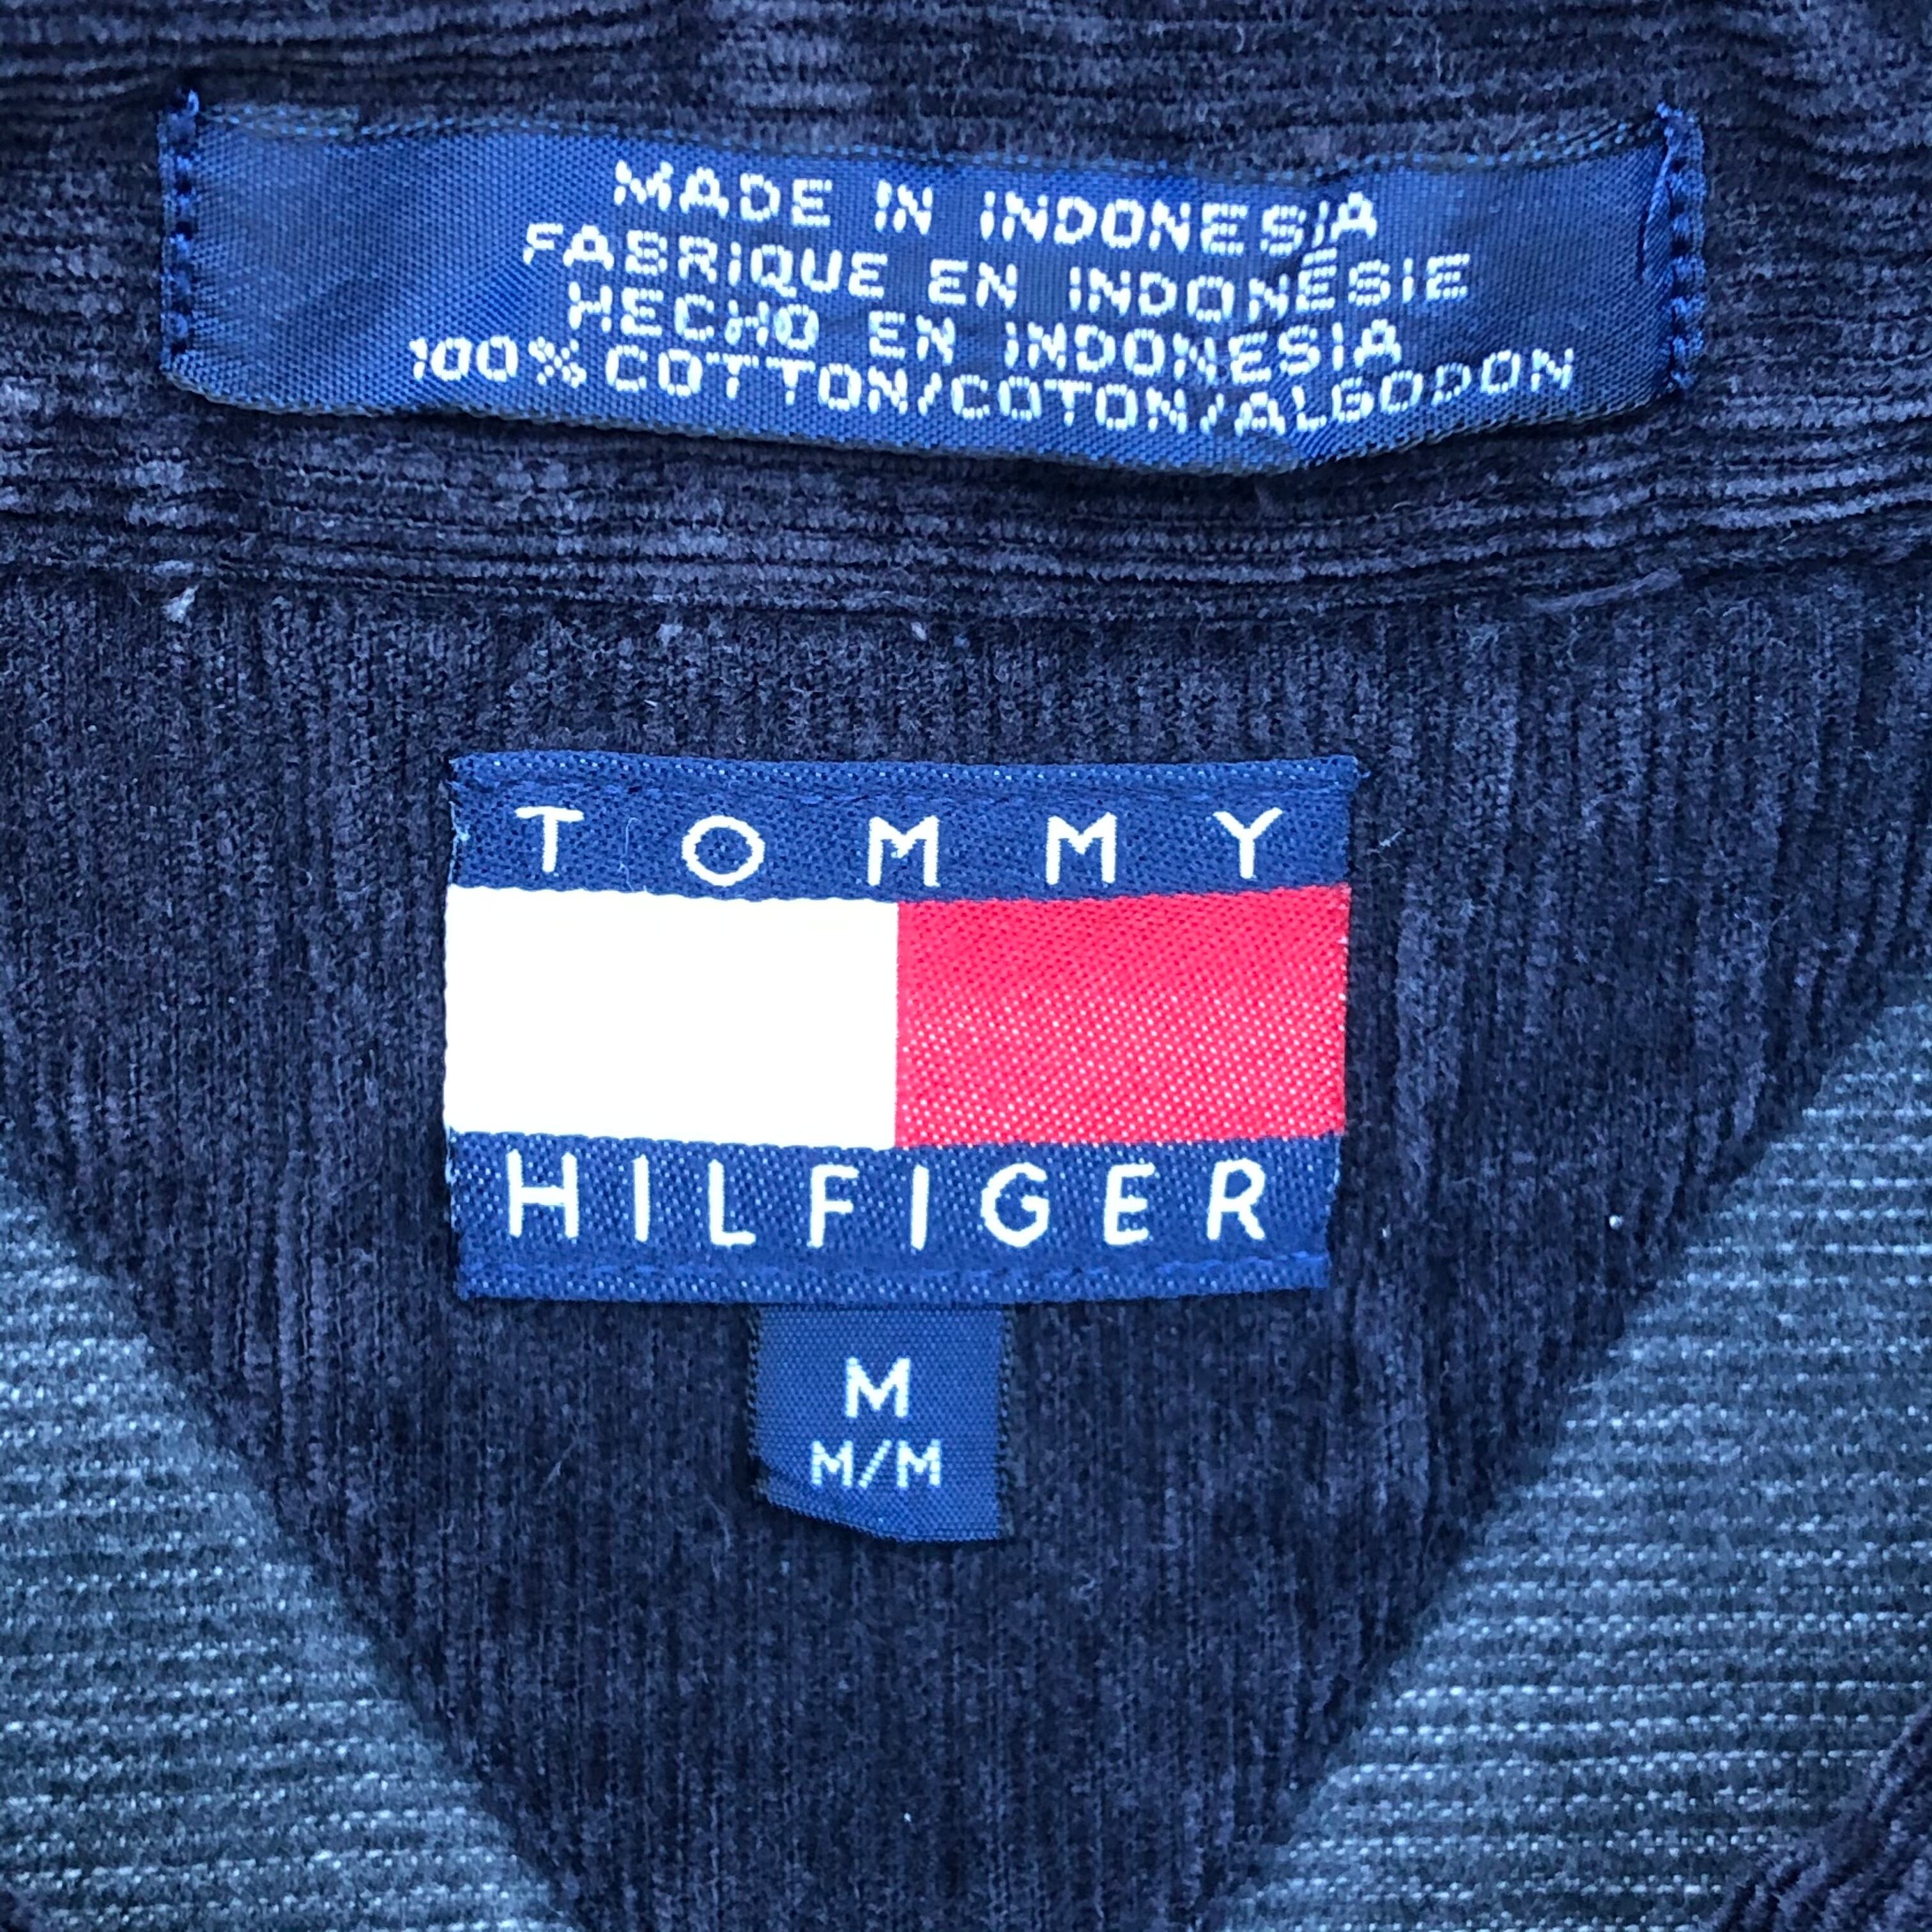 MADE IN INDONESIA
FABRIQUE EN INDONÉSIE
HECHO EN INDONESIA
100% COTTON/COTON/ALGODON
TOMMY
HILFIGER
M
M/M